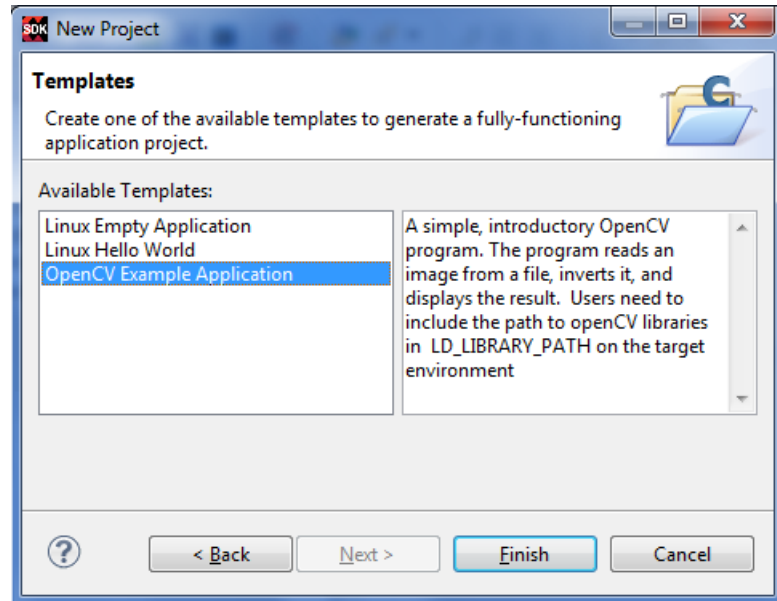 SDK New Project
Templates
Create one of the available templates to generate a fully-functioning
application project.
C
Available Templates:
Linux Empty Application
Linux Hello World
OpenCV Example Application
A simple, introductory OpenCV
program. The program reads an
image from a file, inverts it, and
displays the result.  Users need to
include the path to openCV libraries
in  LD_LIBRARY_PATH on the target
environment
?
< Back
Next >
Finish
Cancel